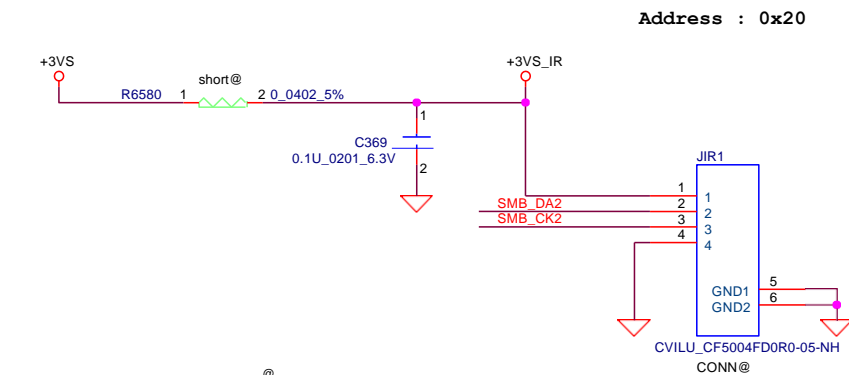 Address : 0x20
+3VS
+3VS_IR
short@
R6580 1 2 0_0402_5%
1
C369
0.1U_0201_6.3V
2
JIR1
1 1
SMB_DA2 2 2
SMB_CK2 3 3
4 4
GND1 5
GND2 6
CVILU_CF5004FD0R0-05-NH
CONN@
@